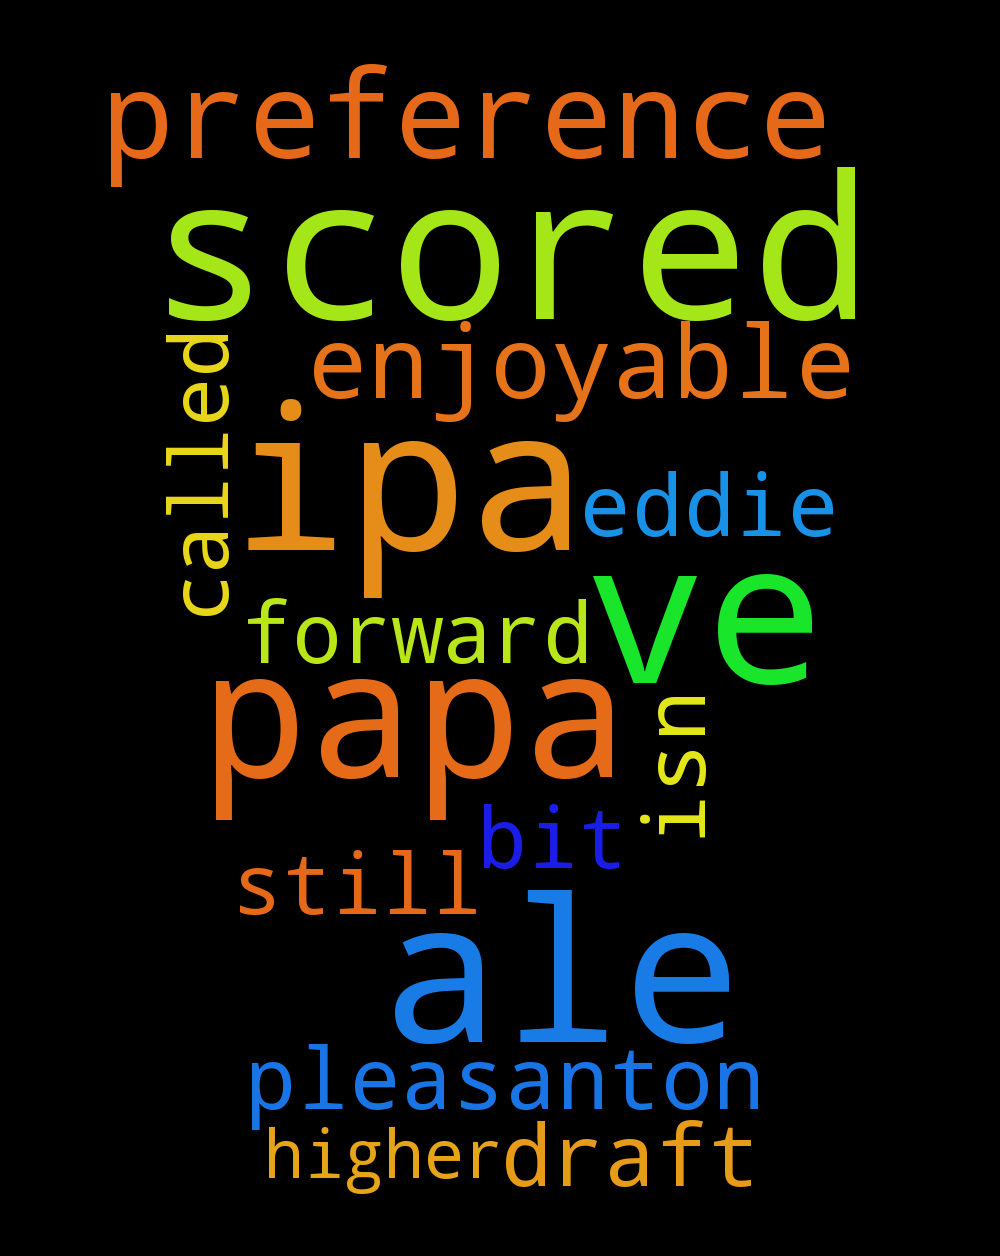 preference
scored
enjoyable
called
ipa
eddie
ve
forward
papa
isn
bit
still
ale
pleasanton
higher draft